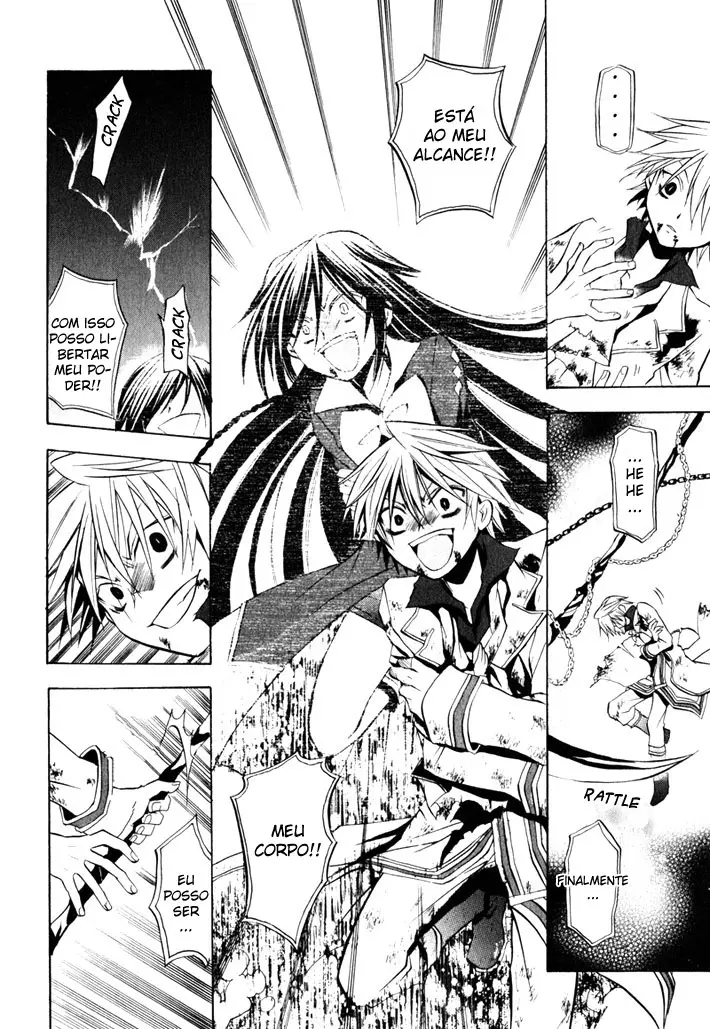 ....
HE
HE
...
RATTLE
FINALMENTE
...
ESTÁ
AO MEU
ALCANCE!!
MEU
CORPO!!
CRACK
CRACK
COM ISSO
POSSO LI-
BERTAR
MEU PO-
DER!!
EU
POSSO
SER
...